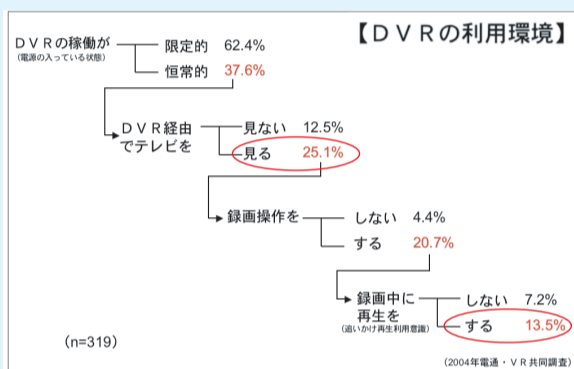 【DVRの利用環境】
DVRの稼働が
(電源の入っている状態)
限定的 62.4%
恒常的 37.6%
DVR経由
でテレビを
見ない 12.5%
見る 25.1%
録画操作を
しない 4.4%
する 20.7%
録画中に
再生を
(追いかけ再生利用意識)
しない 7.2%
する 13.5%
(n=319)
(2004年電通・VR共同調査)